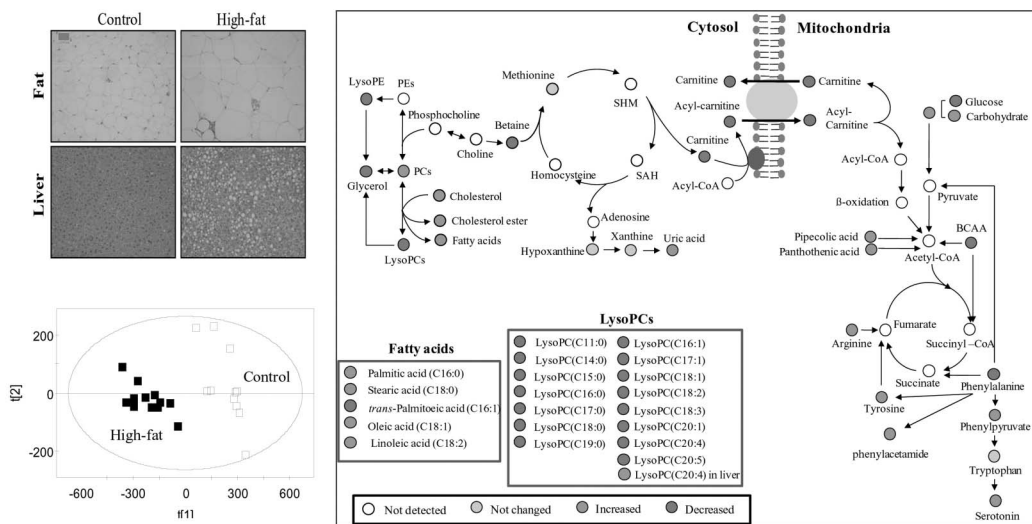 Control
High-fat
Fat
Liver
200
0
-200
t[2]
-600
-300
0
300
600
t[1]
Control
High-fat
Cytosol
Mitochondria
LysoPE
PEs
Phosphocholine
Choline
Betaine
Methionine
SHM
Homocysteine
SAH
Glycerol
PCs
Cholesterol
Cholesterol ester
Fatty acids
LysoPCs
Adenosine
Hypoxanthine
Xanthine
Uric acid
Carnitine
Carnitine
Acyl-carnitine
Acyl-
Carnitine
Carnitine
Acyl-CoA
Acyl-CoA
ß-oxidation
Glucose
Carbohydrate
Pyruvate
Pipecolic acid
Panthothenic acid
Acetyl-CoA
BCAA
Arginine
Fumarate
Succinyl –CoA
Succinate
Phenylalanine
Tyrosine
Phenylpyruvate
phenylacetamide
Tryptophan
Serotonin
Fatty acids
Palmitic acid (C16:0)
Stearic acid (C18:0)
trans-Palmitoeic acid (C16:1)
Oleic acid (C18:1)
Linoleic acid (C18:2)
LysoPCs
LysoPC(C11:0)
LysoPC(C14:0)
LysoPC(C15:0)
LysoPC(C16:0)
LysoPC(C17:0)
LysoPC(C18:0)
LysoPC(C19:0)
LysoPC(C16:1)
LysoPC(C17:1)
LysoPC(C18:1)
LysoPC(C18:2)
LysoPC(C18:3)
LysoPC(C20:1)
LysoPC(C20:4)
LysoPC(C20:5)
LysoPC(C20:4) in liver
Not detected
Not changed
Increased
Decreased